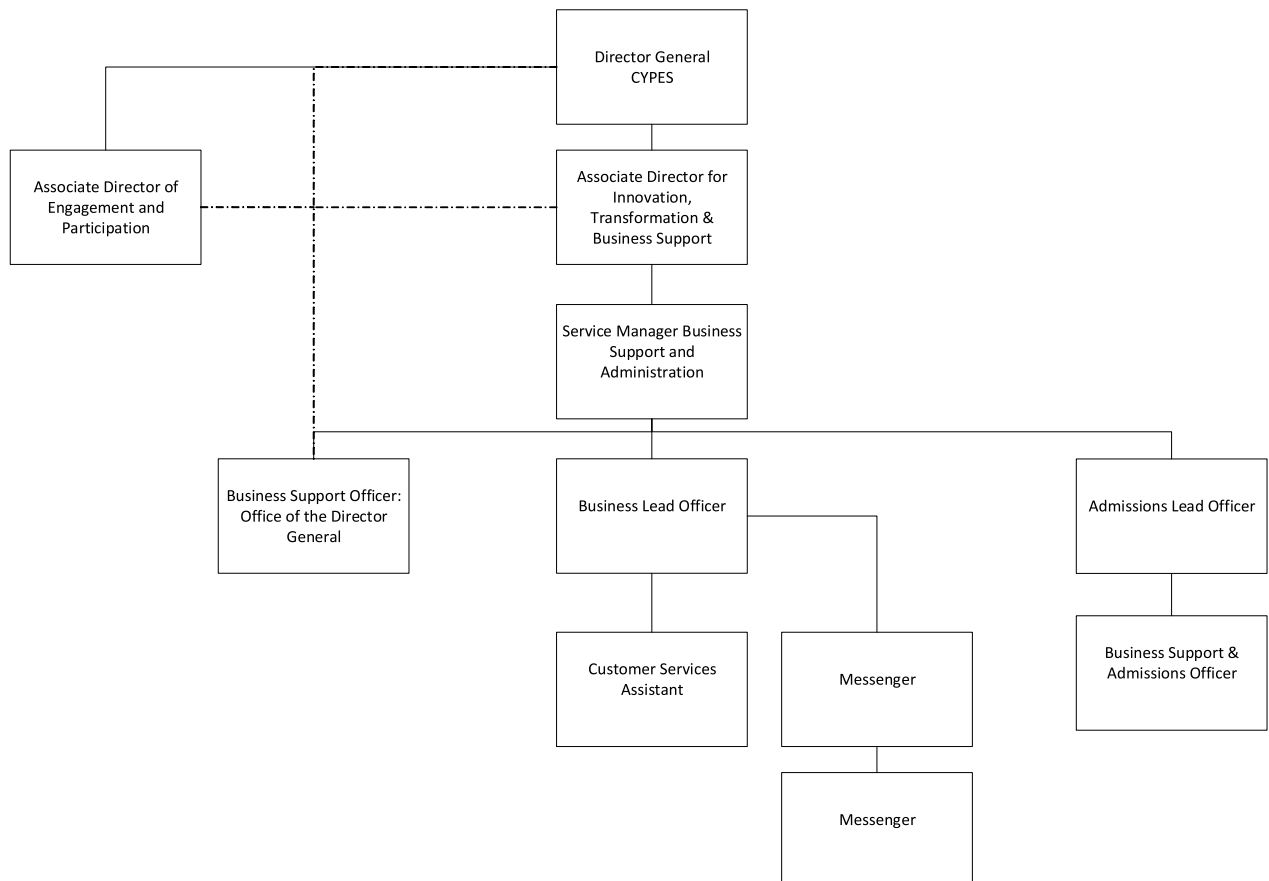 Director General
CYPES
Associate Director of
Engagement and
Participation
Associate Director for
Innovation,
Transformation &
Business Support
Service Manager Business
Support and
Administration
Business Support Officer:
Office of the Director
General
Business Lead Officer
Admissions Lead Officer
Customer Services
Assistant
Messenger
Business Support &
Admissions Officer
Messenger